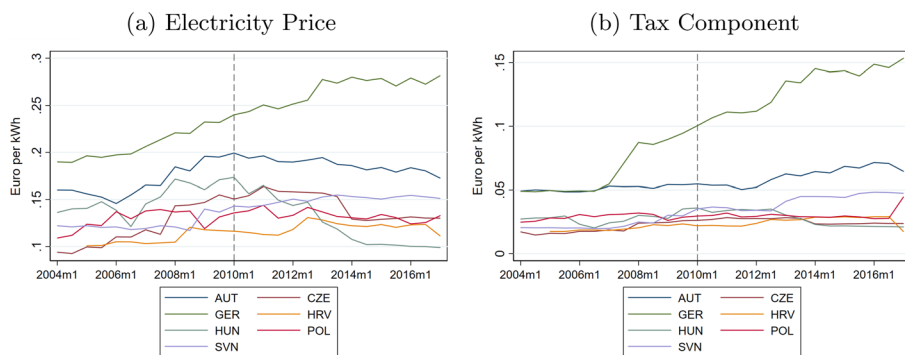 (a) Electricity Price
Euro per kWh
.3
.25
.2
.15
.1
2004m1 2006m1 2008m1 2010m1 2012m1 2014m1 2016m1
AUT CZE
GER HRV
HUN POL
SVN
(b) Tax Component
Euro per kWh
.15
.1
.05
0
2004m1 2006m1 2008m1 2010m1 2012m1 2014m1 2016m1
AUT CZE
GER HRV
HUN POL
SVN